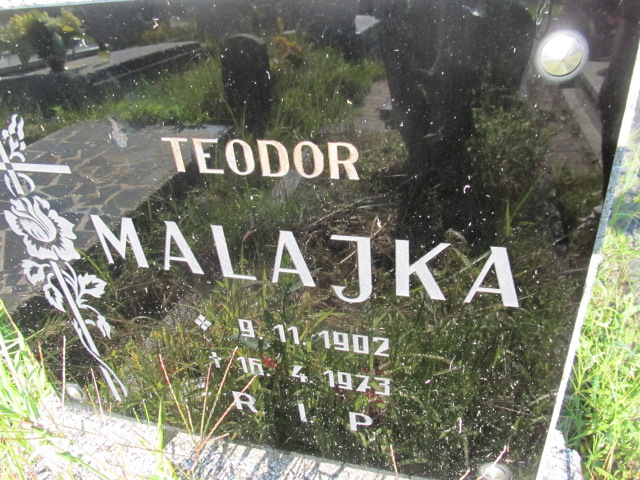 TEODOR
MALAJKA
9.11.1902
† 16.4.1973
R I P